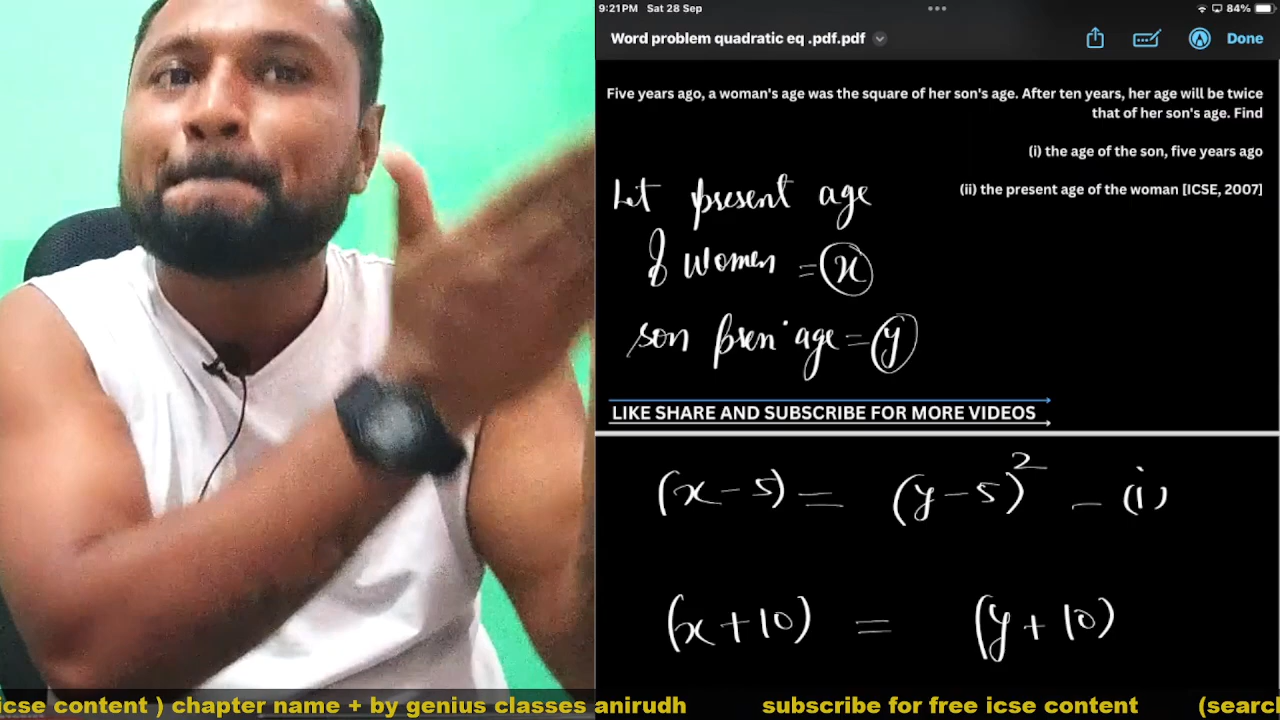 9:21PM Sat 28 Sep
84%
Word problem quadratic eq .pdf.pdf
Done
Five years ago, a woman's age was the square of her son's age. After ten years, her age will be twice
that of her son's age. Find
(i) the age of the son, five years ago
(ii) the present age of the woman [ICSE, 2007]
Let present age
of women = x
son presn age = y
LIKE SHARE AND SUBSCRIBE FOR MORE VIDEOS
(x - 5) = (y - 5)² - (i)
(x + 10) = (y + 10)
icse content ) chapter name + by genius classes anirudh subscribe for free icse content (searc